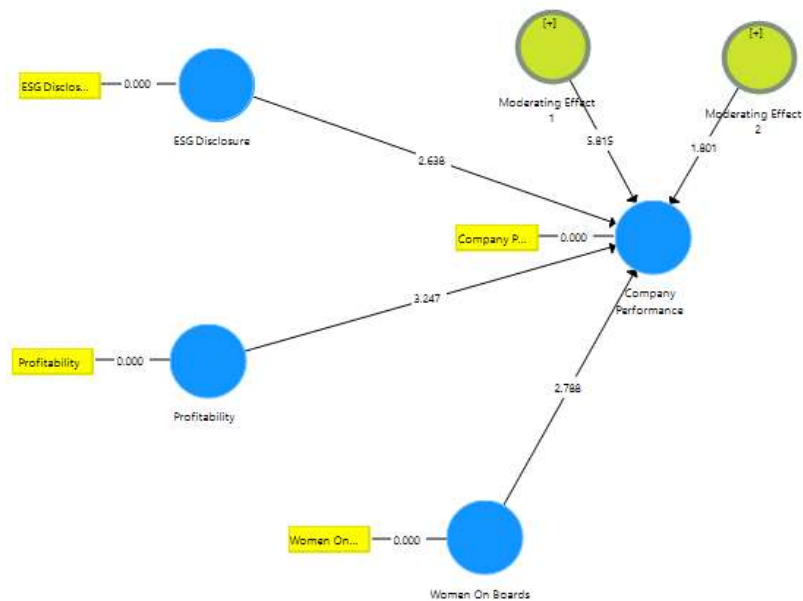 [+]
[+]
ESG Disclos...
0.000
Moderating Effect
1
Moderating Effect
2
ESG Disclosure
5.815
1.801
2.638
Company P...
0.000
Company
Performance
3.247
Profitability
0.000
Profitability
2.788
Women On...
0.000
Women On Boards